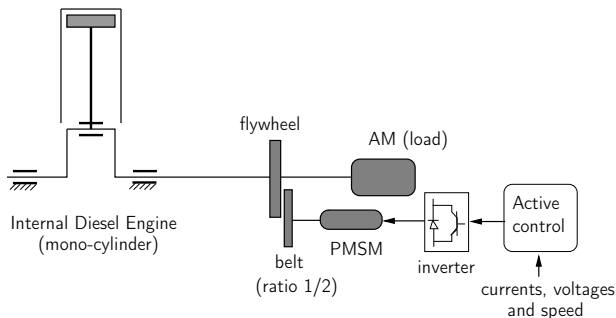 flywheel
AM (load)
Internal Diesel Engine
(mono-cylinder)
belt
(ratio 1/2)
PMSM
inverter
Active
control
currents, voltages
and speed